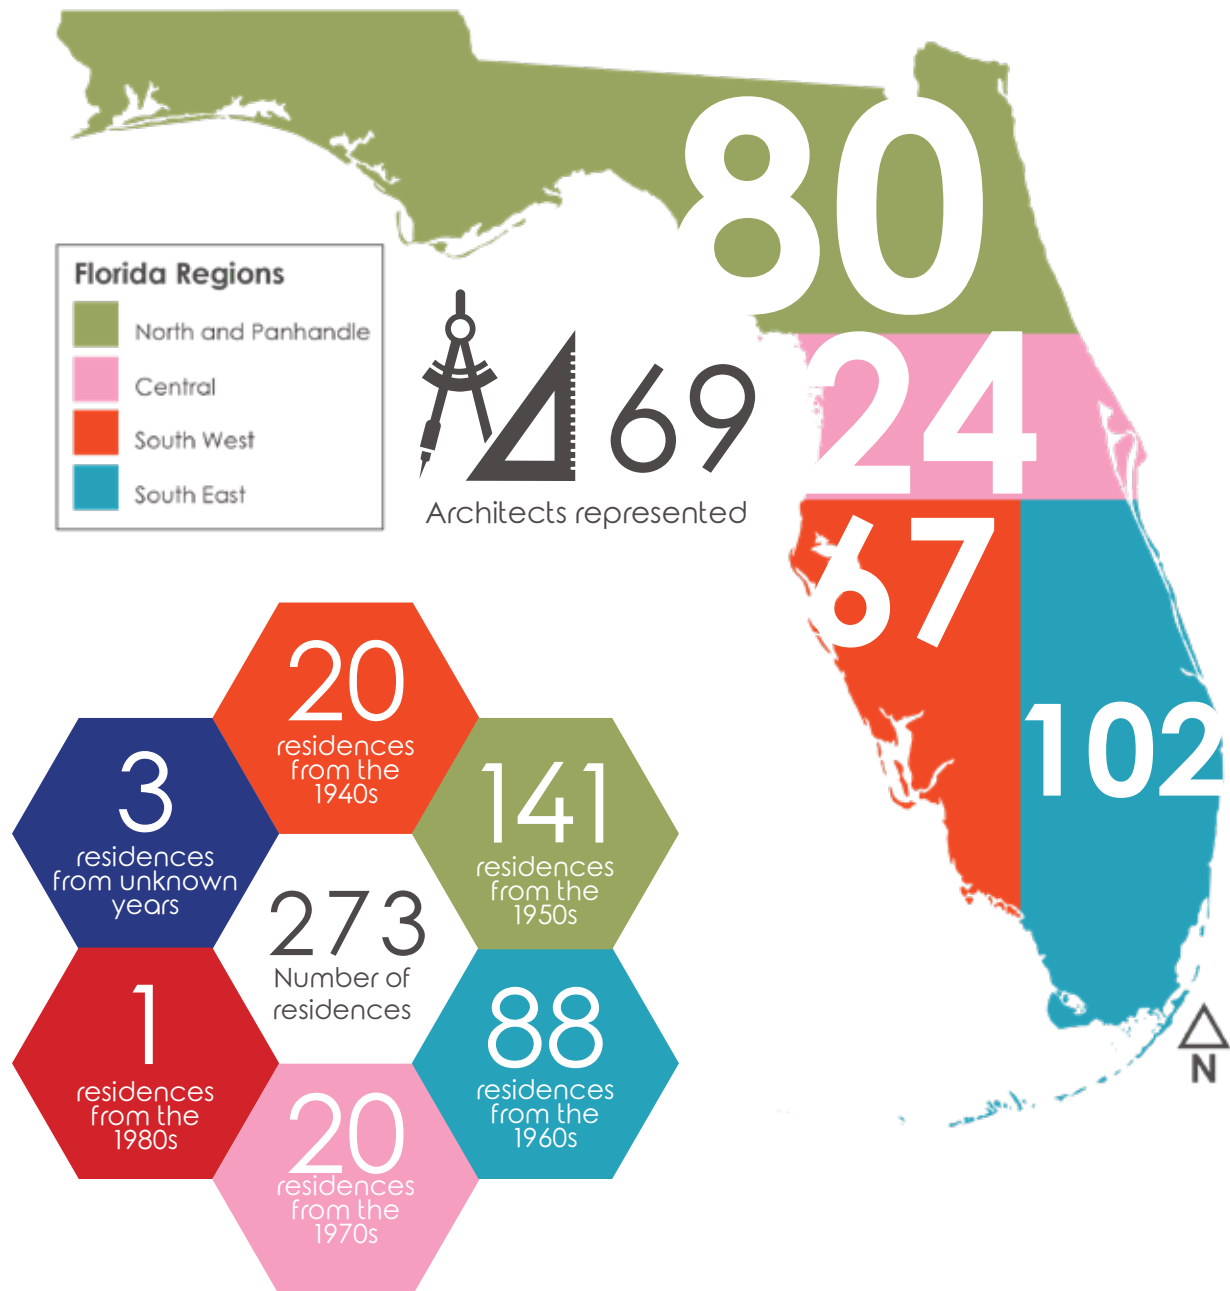 80
Florida Regions
North and Panhandle
Central
South West
South East
69
Architects represented
24
67
102
N
20
residences
from the
1940s
3
residences
from unknown
years
141
residences
from the
1950s
273
Number of
residences
1
residences
from the
1980s
88
residences
from the
1960s
20
residences
from the
1970s